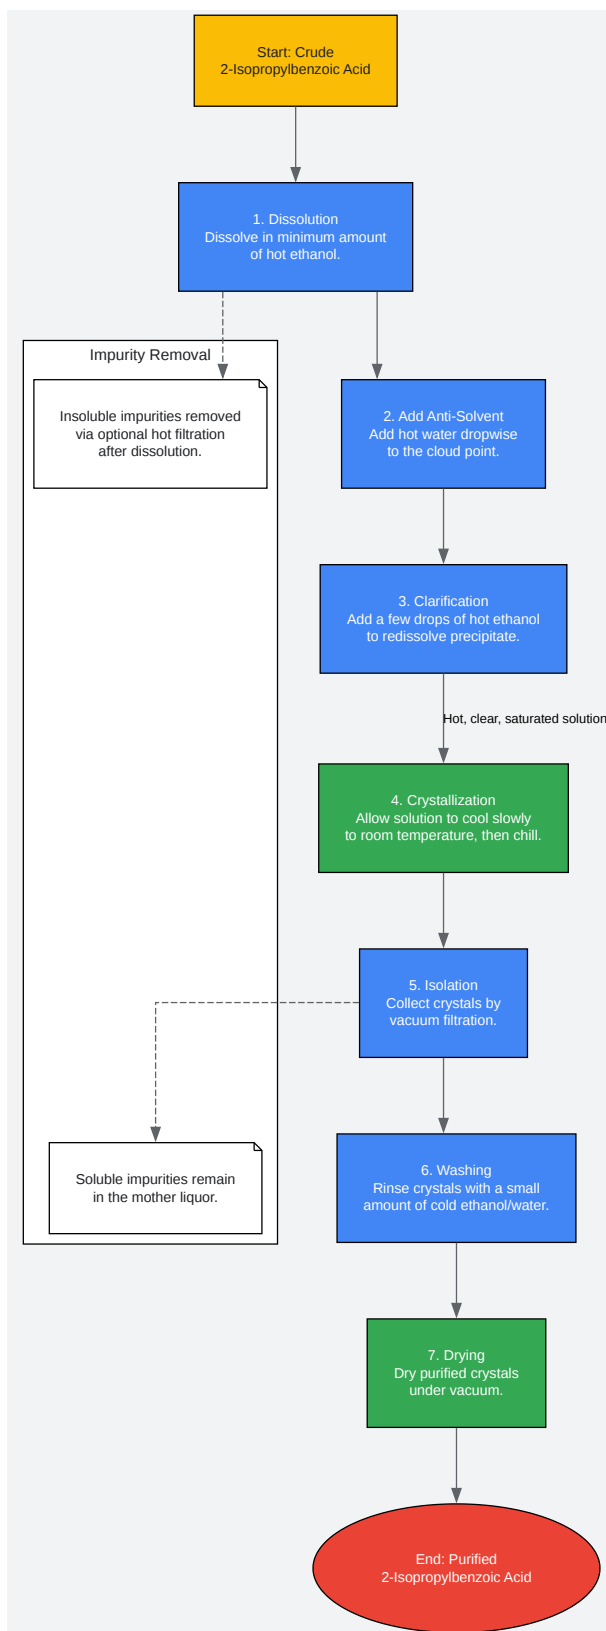 Start: Crude
2-Isopropylbenzoic Acid
1. Dissolution
Dissolve in minimum amount
of hot ethanol.
Impurity Removal
Insoluble impurities removed
via optional hot filtration
after dissolution.
2. Add Anti-Solvent
Add hot water dropwise
to the cloud point.
3. Clarification
Add a few drops of hot ethanol
to redissolve precipitate.
Hot, clear, saturated solution
4. Crystallization
Allow solution to cool slowly
to room temperature, then chill.
5. Isolation
Collect crystals by
vacuum filtration.
Soluble impurities remain
in the mother liquor.
6. Washing
Rinse crystals with a small
amount of cold ethanol/water.
7. Drying
Dry purified crystals
under vacuum.
End: Purified
2-Isopropylbenzoic Acid